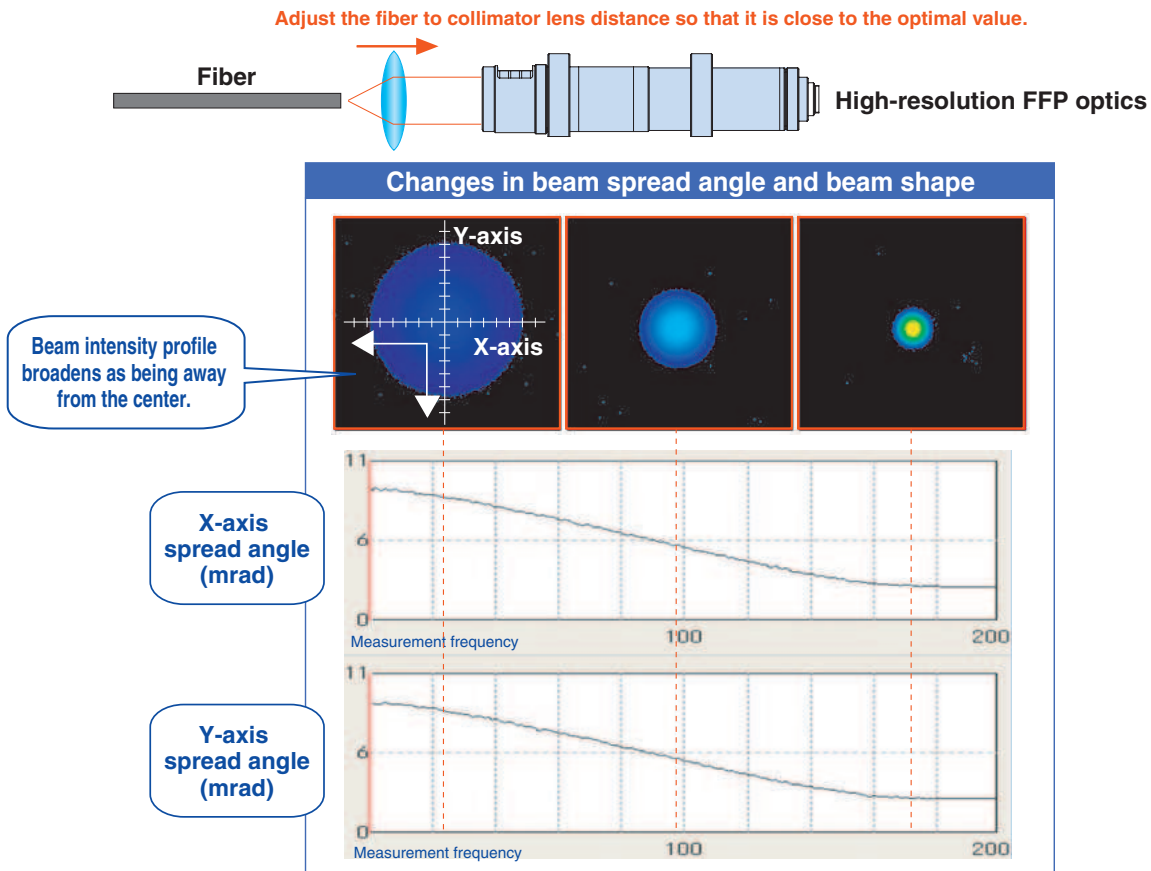 Adjust the fiber to collimator lens distance so that it is close to the optimal value.
Fiber
High-resolution FFP optics
Changes in beam spread angle and beam shape
Y-axis
X-axis
Beam intensity profile
broadens as being away
from the center.
X-axis
spread angle
(mrad)
11
6
0
Measurement frequency
100
200
Y-axis
spread angle
(mrad)
11
6
0
Measurement frequency
100
200